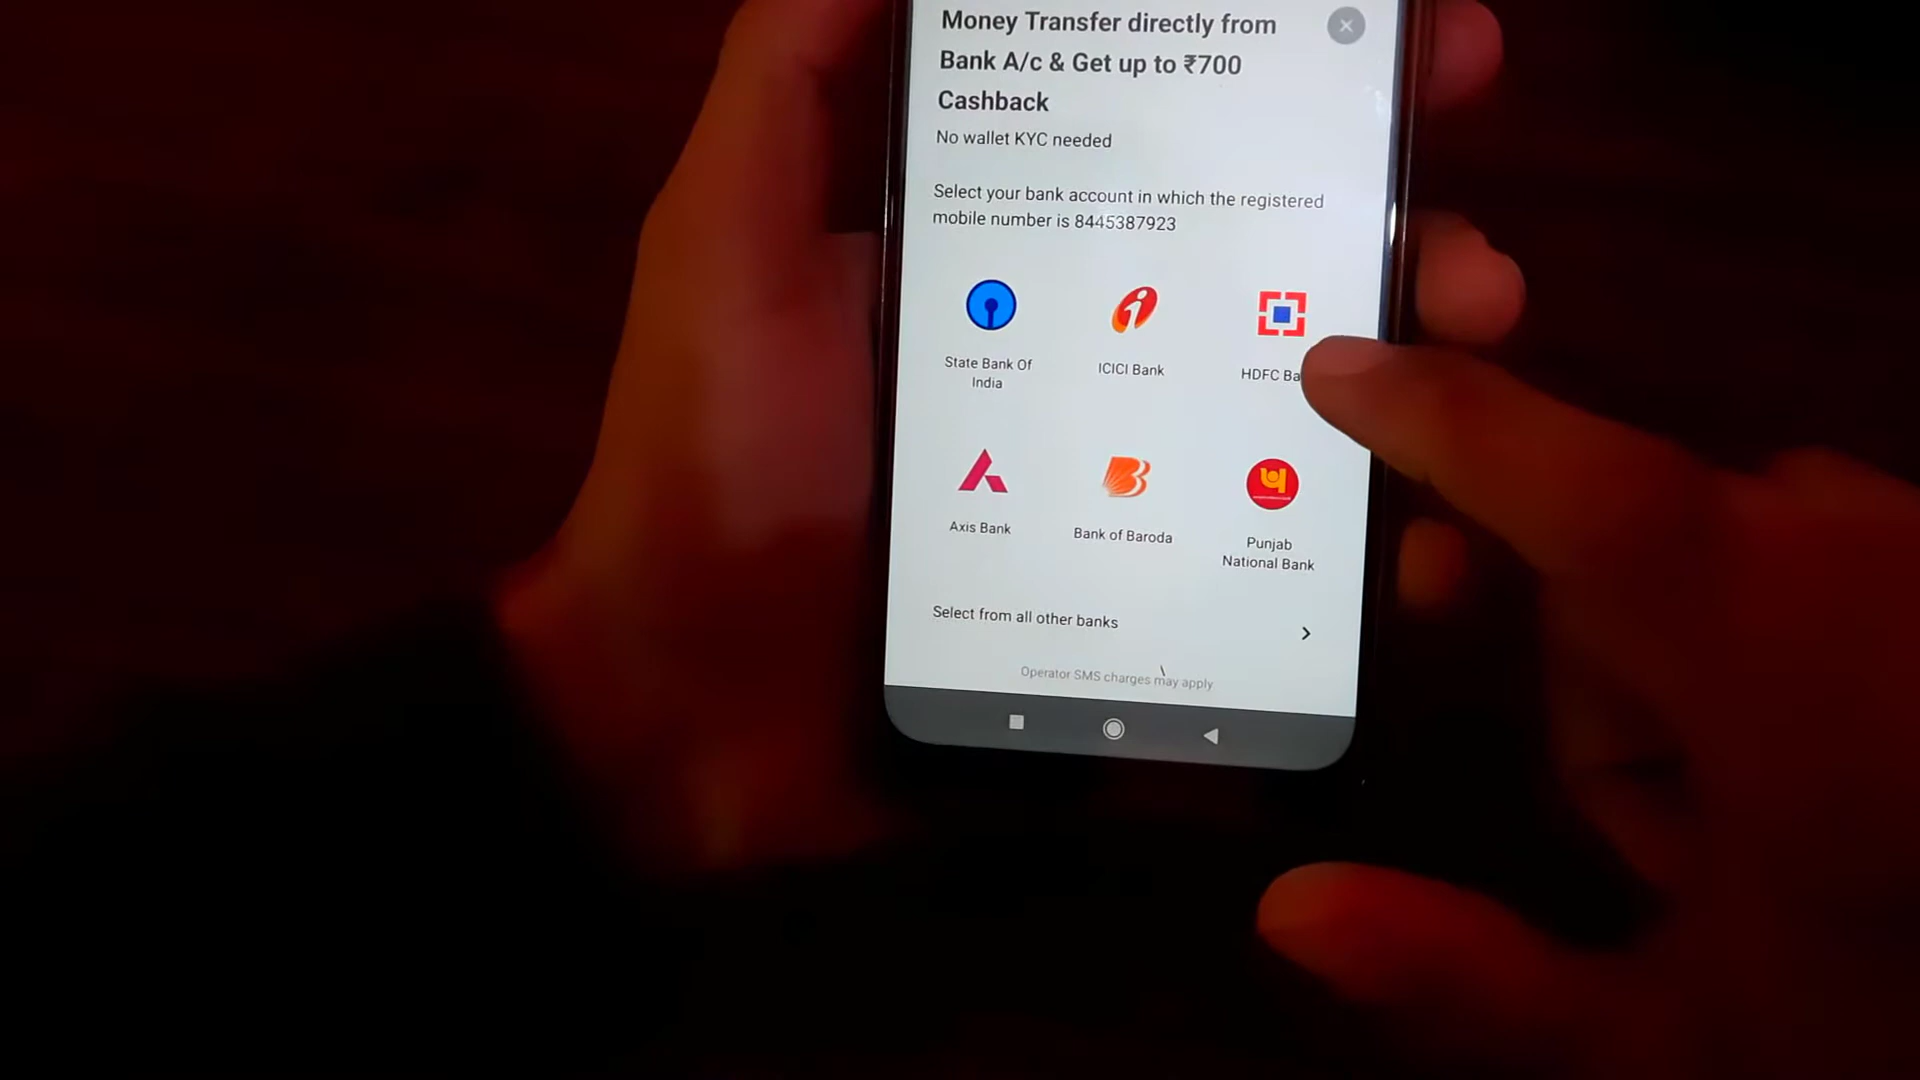 Money Transfer directly from
Bank A/c & Get up to ₹700
Cashback
No wallet KYC needed
Select your bank account in which the registered
mobile number is 8445387923
State Bank Of
India
ICICI Bank
HDFC Ba
Axis Bank
Bank of Baroda
Punjab
National Bank
Select from all other banks
Operator SMS charges may apply